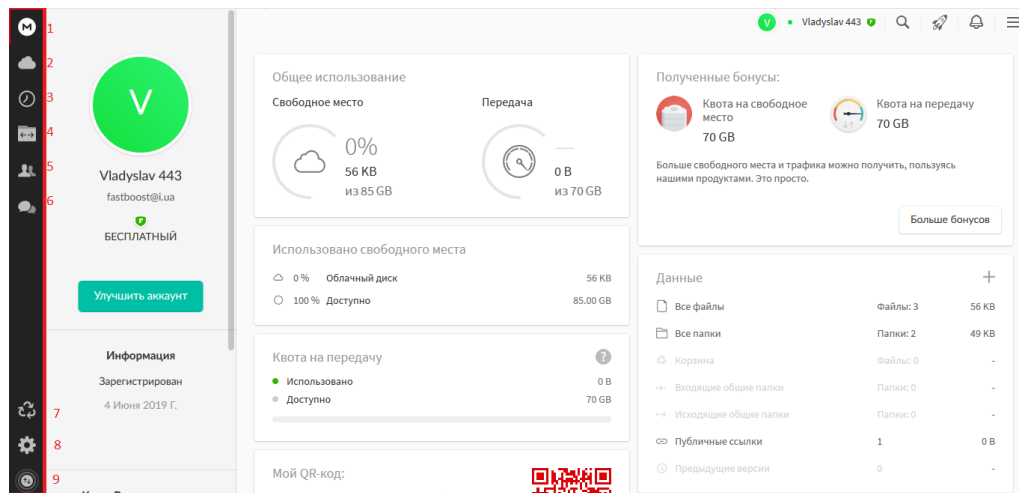 M
1
2
3
4
5
6
7
8
9
V
Vladyslav 443
fastboost@i.ua
БЕСПЛАТНЫЙ
Улучшить аккаунт
Информация
Зарегистрирован
4 Июня 2019 Г.
V Vladyslav 443
Общее использование
Свободное место
0%
56 KB
из 85 GB
Передача
0 B
из 70 GB
Использовано свободного места
0 % Облачный диск 56 KB
100 % Доступно 85.00 GB
Квота на передачу ?
Использовано 0 B
Доступно 70 GB
Мой QR-код:
Полученные бонусы:
Квота на свободное
место
70 GB
Квота на передачу
70 GB
Больше свободного места и трафика можно получить, пользуясь
нашими продуктами. Это просто.
Больше бонусов
Данные
Все файлы Файлы: 3 56 KB
Все папки Папки: 2 49 KB
Корзина Файлы: 0 -
Входящие общие папки Папки: 0 -
Исходящие общие папки Папки: 0 -
Публичные ссылки 1 0 B
Предыдущие версии 0 -